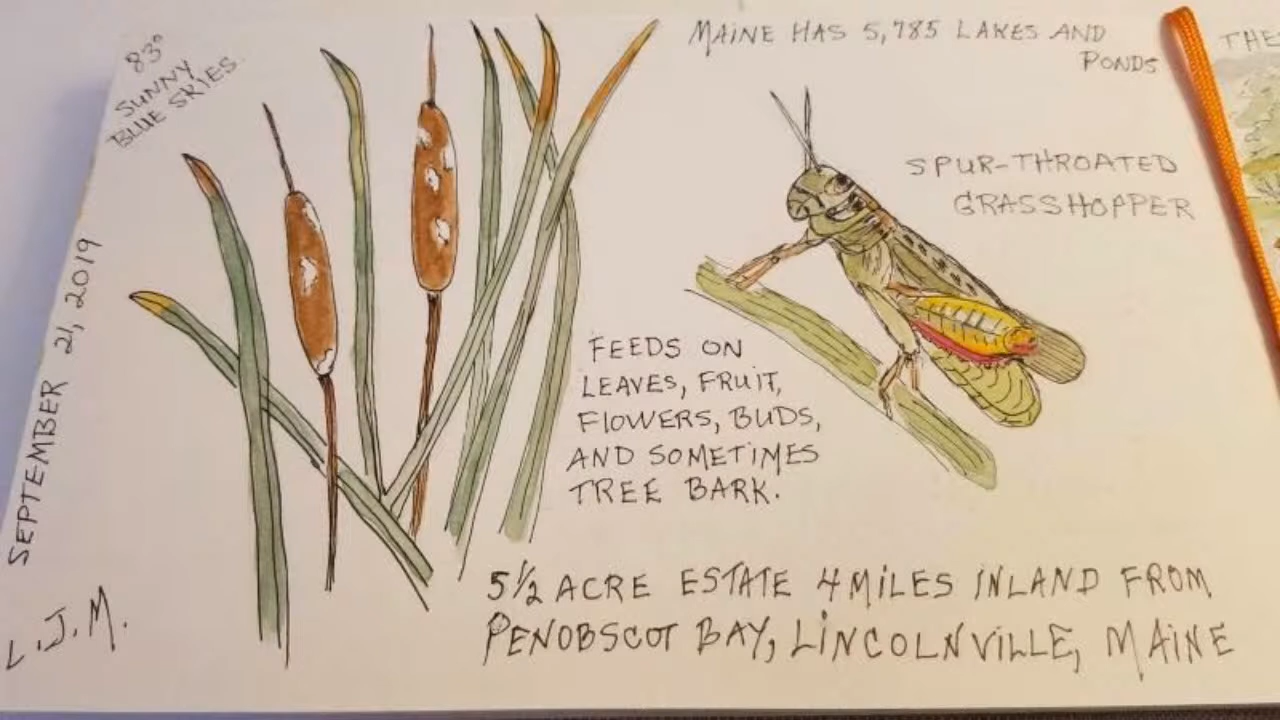 83°
SUNNY
BLUE SKIES.
MAINE HAS 5,785 LAKES AND
PONDS
THE
SPUR-THROATED
GRASSHOPPER
SEPTEMBER 21, 2019
FEEDS ON
LEAVES, FRUIT,
FLOWERS, BUDS,
AND SOMETIMES
TREE BARK.
5½ ACRE ESTATE 4 MILES INLAND FROM
PENOBSCOT BAY, LINCOLNVILLE, MAINE
L.J.M.